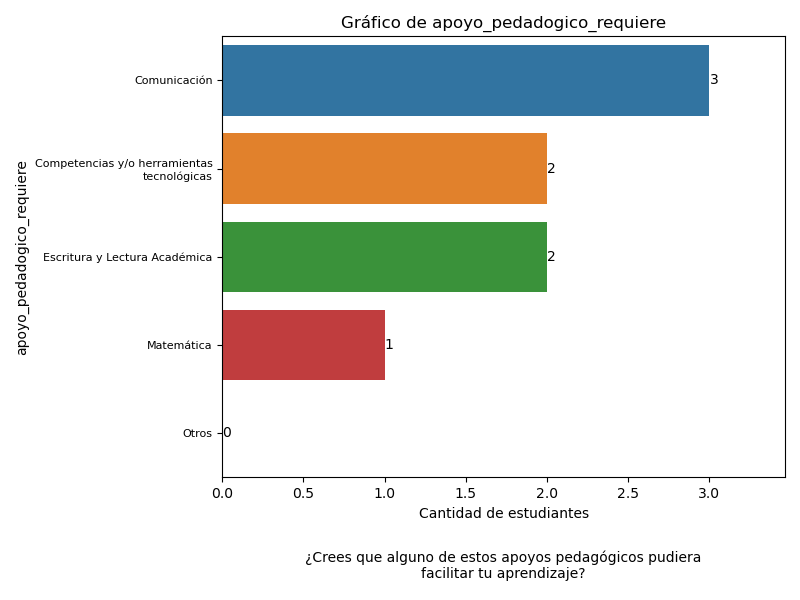 Gráfico de apoyo_pedadogico_requiere
apoyo_pedadogico_requiere
Comunicación
3
Competencias y/o herramientas
tecnológicas
2
Escritura y Lectura Académica
2
Matemática
1
Otros
0
0.0 0.5 1.0 1.5 2.0 2.5 3.0
Cantidad de estudiantes
¿Crees que alguno de estos apoyos pedagógicos pudiera
facilitar tu aprendizaje?